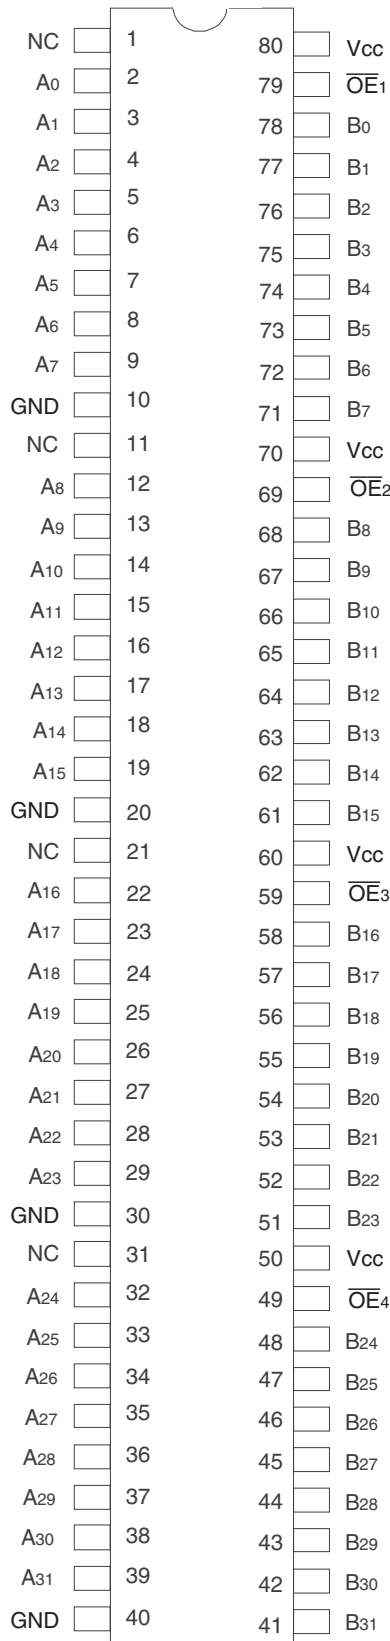 NC 1 80 Vcc
A0 2 79 O̅E̅1
A1 3 78 B0
A2 4 77 B1
A3 5 76 B2
A4 6 75 B3
A5 7 74 B4
A6 8 73 B5
A7 9 72 B6
GND 10 71 B7
NC 11 70 Vcc
A8 12 69 O̅E̅2
A9 13 68 B8
A10 14 67 B9
A11 15 66 B10
A12 16 65 B11
A13 17 64 B12
A14 18 63 B13
A15 19 62 B14
GND 20 61 B15
NC 21 60 Vcc
A16 22 59 O̅E̅3
A17 23 58 B16
A18 24 57 B17
A19 25 56 B18
A20 26 55 B19
A21 27 54 B20
A22 28 53 B21
A23 29 52 B22
GND 30 51 B23
NC 31 50 Vcc
A24 32 49 O̅E̅4
A25 33 48 B24
A26 34 47 B25
A27 35 46 B26
A28 36 45 B27
A29 37 44 B28
A30 38 43 B29
A31 39 42 B30
GND 40 41 B31